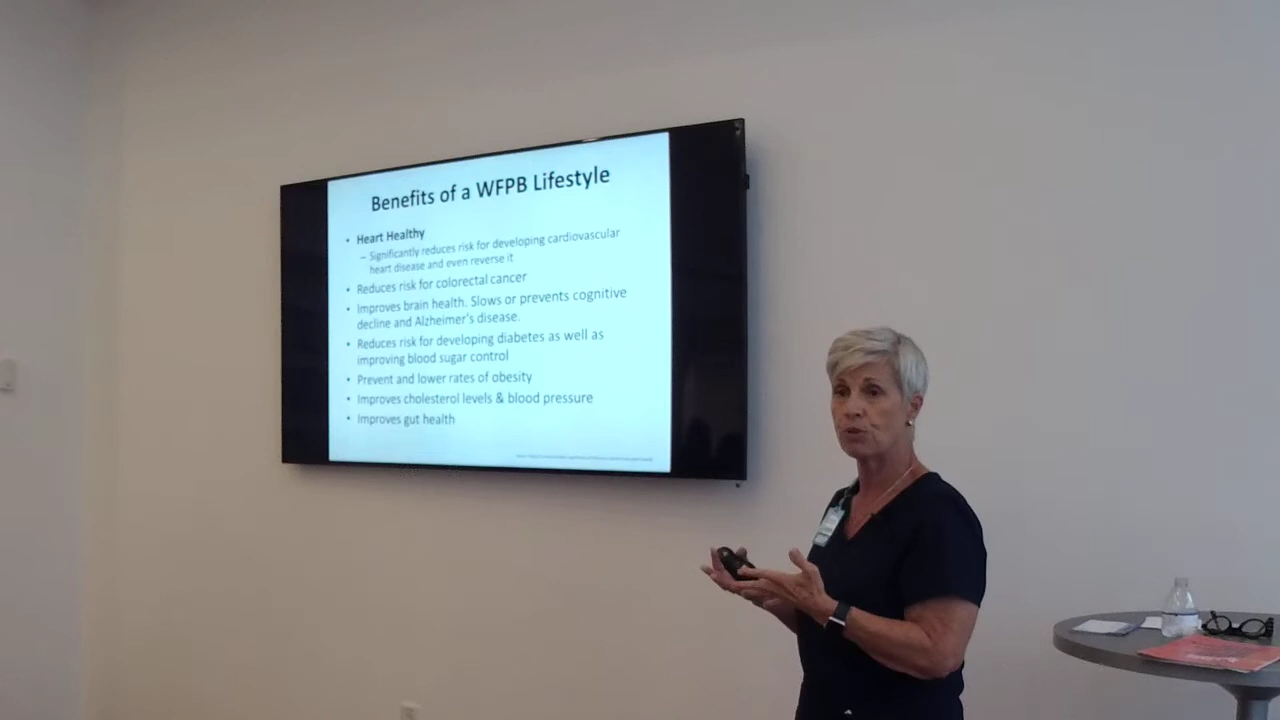 Benefits of a WFPB Lifestyle
• Heart Healthy
– Significantly reduces risk for developing cardiovascular
heart disease and even reverse it
• Reduces risk for colorectal cancer
• Improves brain health. Slows or prevents cognitive
decline and Alzheimer's disease.
• Reduces risk for developing diabetes as well as
improving blood sugar control
• Prevent and lower rates of obesity
• Improves cholesterol levels & blood pressure
• Improves gut health